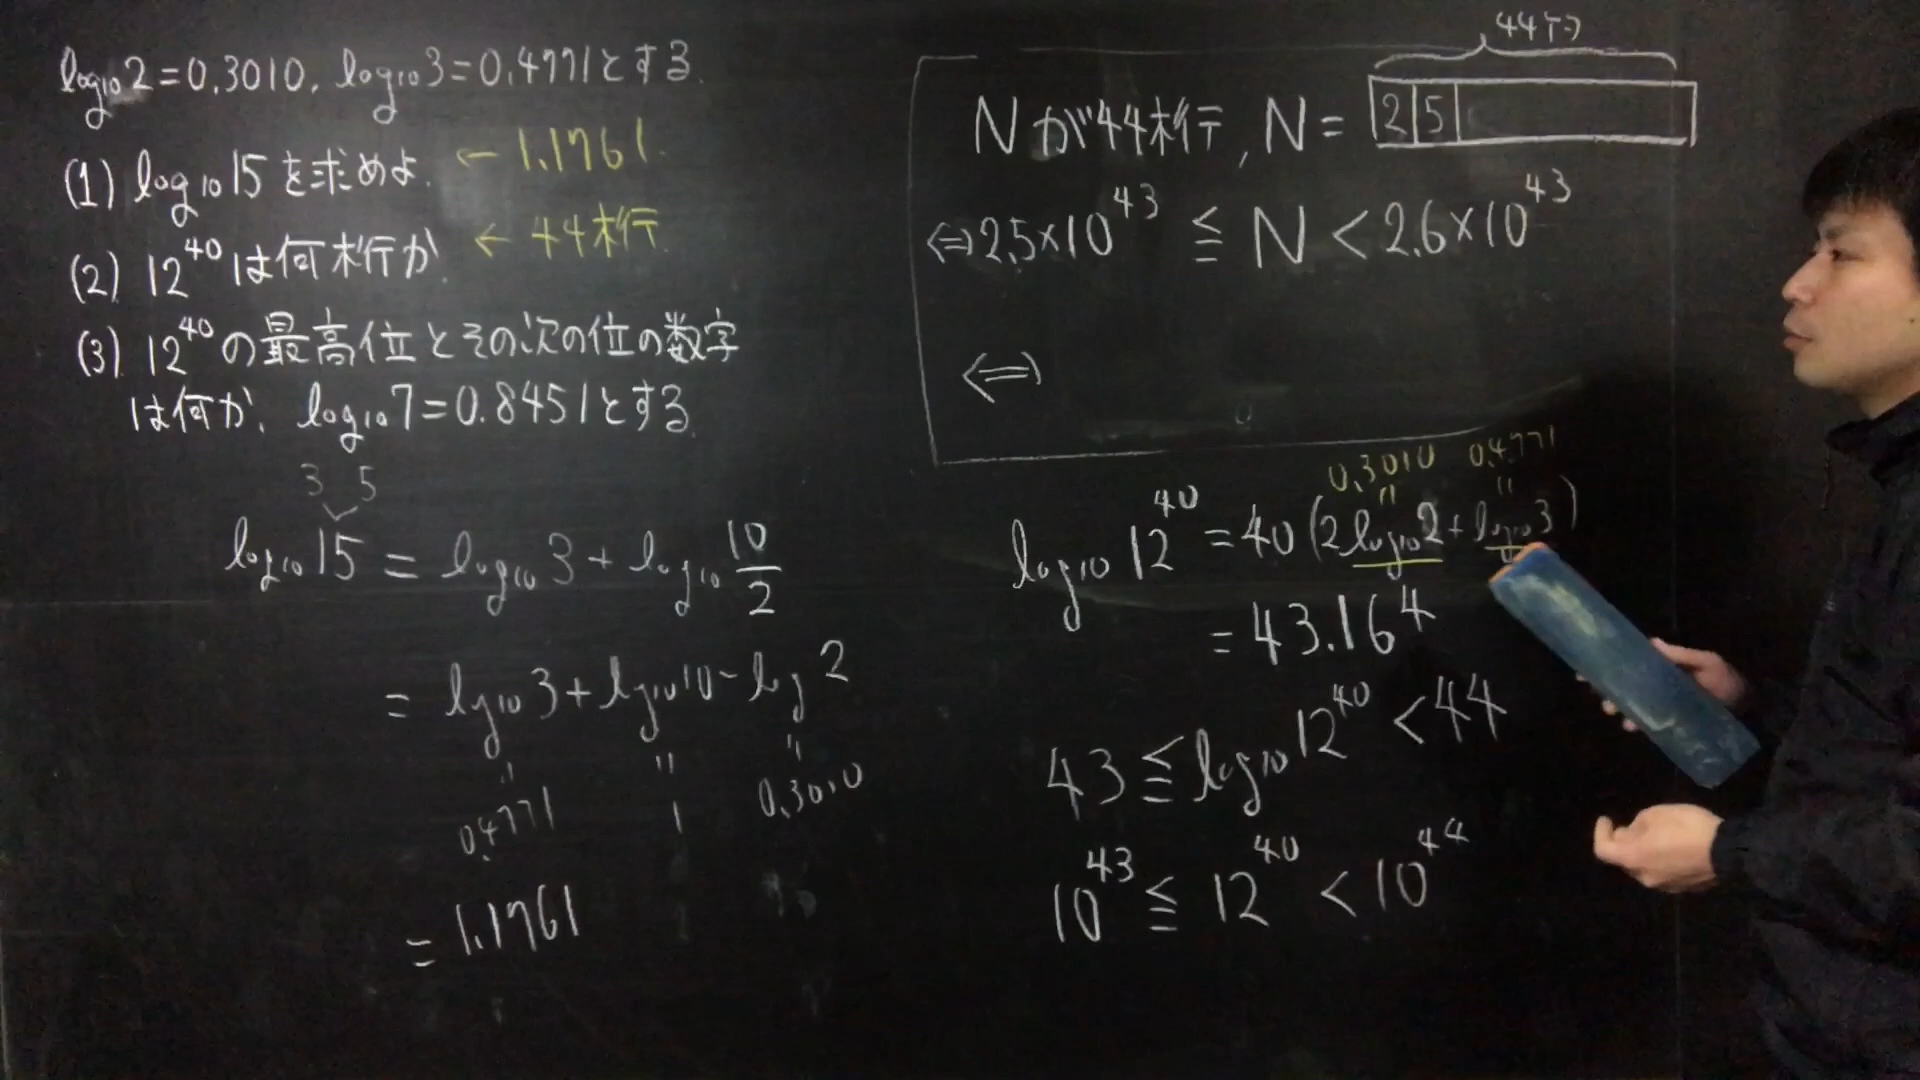 log₁₀2=0.3010, log₁₀3=0.4771とする.
(1) log₁₀15を求めよ. ← 1.1761.
(2) 12⁴⁰は何桁か ← 44桁.
(3) 12⁴⁰の最高位とその次の位の数字
は何か, log₁₀7=0.8451とする.
3 5
log₁₀15 = log₁₀3 + log₁₀ 10/2
= log₁₀3 + log₁₀10 - log 2
〃 〃 〃
0.4771 1 0.3010
= 1.1761
44桁
Nが44桁, N = 2 5
⇔ 2.5×10⁴³ ≦ N < 2.6×10⁴³
⇔
0.3010 0.4771
〃 〃
log₁₀12⁴⁰ = 40 (2log₁₀2 + log₁₀3)
= 43.164
43 ≦ log₁₀12⁴⁰ < 44
10⁴³ ≦ 12⁴⁰ < 10⁴⁴